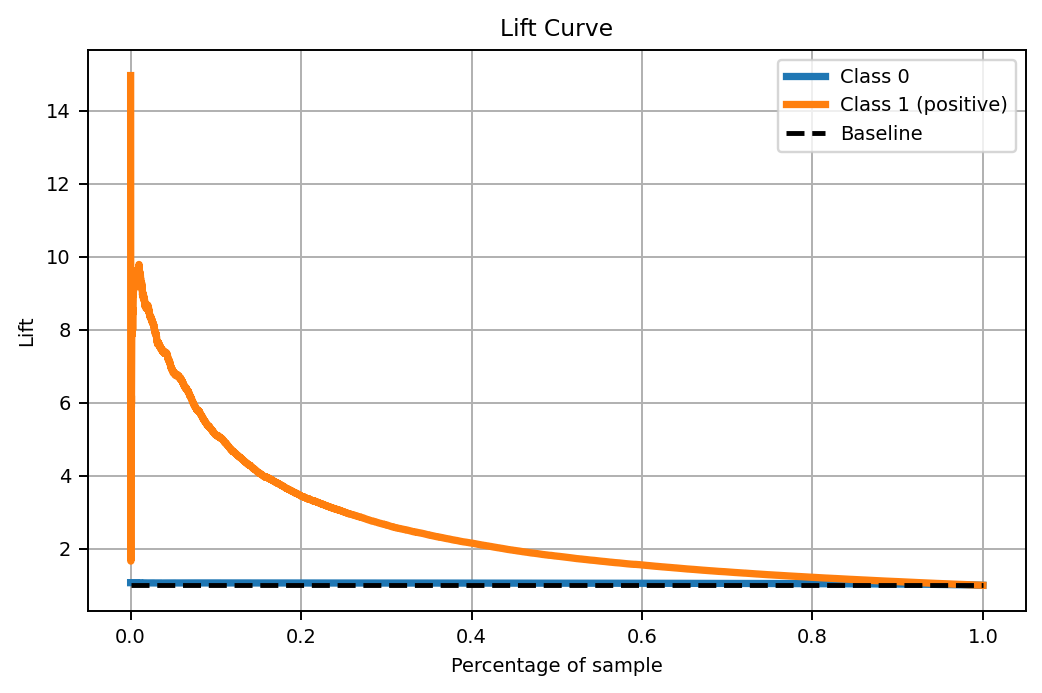 Lift Curve
Class 0
Class 1 (positive)
Baseline
Lift
14
12
10
8
6
4
2
0.0
0.2
0.4
0.6
0.8
1.0
Percentage of sample